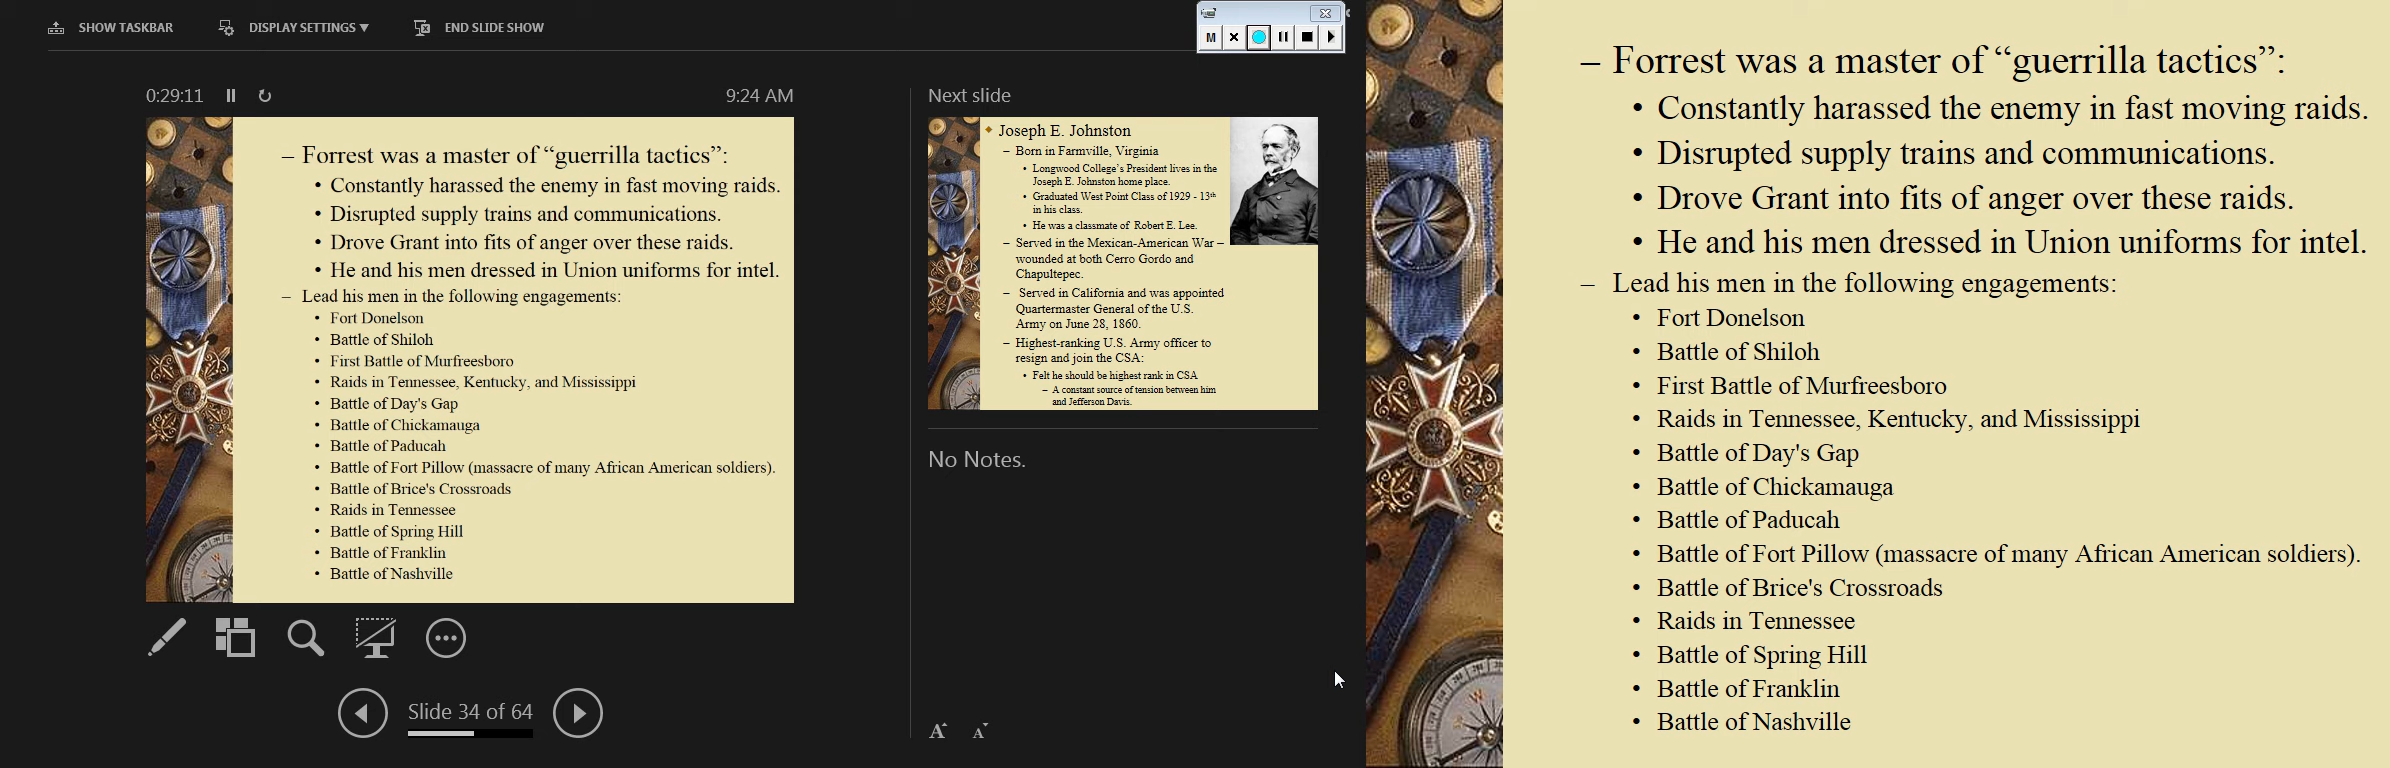 SHOW TASKBAR
DISPLAY SETTINGS ▼
END SLIDE SHOW
M
0:29:11
9:24 AM
– Forrest was a master of “guerrilla tactics”:
• Constantly harassed the enemy in fast moving raids.
• Disrupted supply trains and communications.
• Drove Grant into fits of anger over these raids.
• He and his men dressed in Union uniforms for intel.
– Lead his men in the following engagements:
• Fort Donelson
• Battle of Shiloh
• First Battle of Murfreesboro
• Raids in Tennessee, Kentucky, and Mississippi
• Battle of Day's Gap
• Battle of Chickamauga
• Battle of Paducah
• Battle of Fort Pillow (massacre of many African American soldiers).
• Battle of Brice's Crossroads
• Raids in Tennessee
• Battle of Spring Hill
• Battle of Franklin
• Battle of Nashville
Slide 34 of 64
Next slide
Joseph E. Johnston
– Born in Farmville, Virginia
• Longwood College’s President lives in the
Joseph E. Johnston home place.
• Graduated West Point Class of 1929 - 13th
in his class.
• He was a classmate of Robert E. Lee.
– Served in the Mexican-American War –
wounded at both Cerro Gordo and
Chapultepec.
– Served in California and was appointed
Quartermaster General of the U.S.
Army on June 28, 1860.
– Highest-ranking U.S. Army officer to
resign and join the CSA:
• Felt he should be highest rank in CSA
– A constant source of tension between him
and Jefferson Davis.
No Notes.
A A
– Forrest was a master of “guerrilla tactics”:
• Constantly harassed the enemy in fast moving raids.
• Disrupted supply trains and communications.
• Drove Grant into fits of anger over these raids.
• He and his men dressed in Union uniforms for intel.
– Lead his men in the following engagements:
• Fort Donelson
• Battle of Shiloh
• First Battle of Murfreesboro
• Raids in Tennessee, Kentucky, and Mississippi
• Battle of Day's Gap
• Battle of Chickamauga
• Battle of Paducah
• Battle of Fort Pillow (massacre of many African American soldiers).
• Battle of Brice's Crossroads
• Raids in Tennessee
• Battle of Spring Hill
• Battle of Franklin
• Battle of Nashville